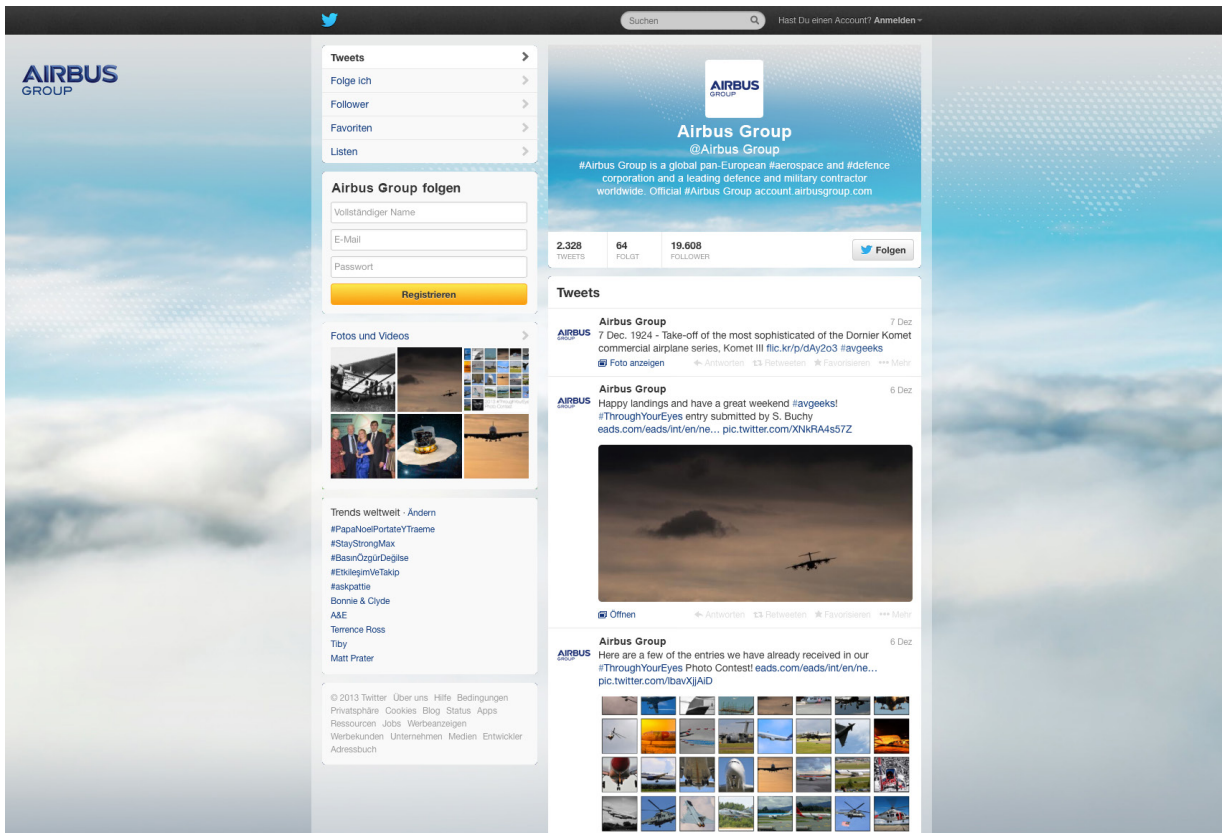 Suchen
Hast Du einen Account? Anmelden
AIRBUS
GROUP
Tweets
Folge ich
Follower
Favoriten
Listen
Airbus Group folgen
Vollständiger Name
E-Mail
Passwort
Registrieren
Fotos und Videos
Trends weltweit · Ändern
#PapaNoelPortateYTraeme
#StayStrongMax
#BasınÖzgürDeğilse
#EtkileşimVeTakip
#askpattie
Bonnie & Clyde
A&E
Terrence Ross
Tiby
Matt Prater
© 2013 Twitter Über uns Hilfe Bedingungen
Privatsphäre Cookies Blog Status Apps
Ressourcen Jobs Werbeanzeigen
Werbekunden Unternehmen Medien Entwickler
Adressbuch
AIRBUS
GROUP
Airbus Group
@Airbus Group
#Airbus Group is a global pan-European #aerospace and #defence
corporation and a leading defence and military contractor
worldwide. Official #Airbus Group account.airbusgroup.com
2.328
TWEETS
64
FOLGT
19.608
FOLLOWER
Folgen
Tweets
AIRBUS
GROUP
Airbus Group
7 Dez
7 Dec. 1924 - Take-off of the most sophisticated of the Dornier Komet
commercial airplane series, Komet III flic.kr/p/dAy2o3 #avgeeks
Foto anzeigen
Antworten Retweeten Favorisieren Mehr
AIRBUS
GROUP
Airbus Group
6 Dez
Happy landings and have a great weekend #avgeeks!
#ThroughYourEyes entry submitted by S. Buchy
eads.com/eads/int/en/ne… pic.twitter.com/XNkRA4s57Z
Öffnen
Antworten Retweeten Favorisieren Mehr
AIRBUS
GROUP
Airbus Group
6 Dez
Here are a few of the entries we have already received in our
#ThroughYourEyes Photo Contest! eads.com/eads/int/en/ne…
pic.twitter.com/lbavXjjAiD